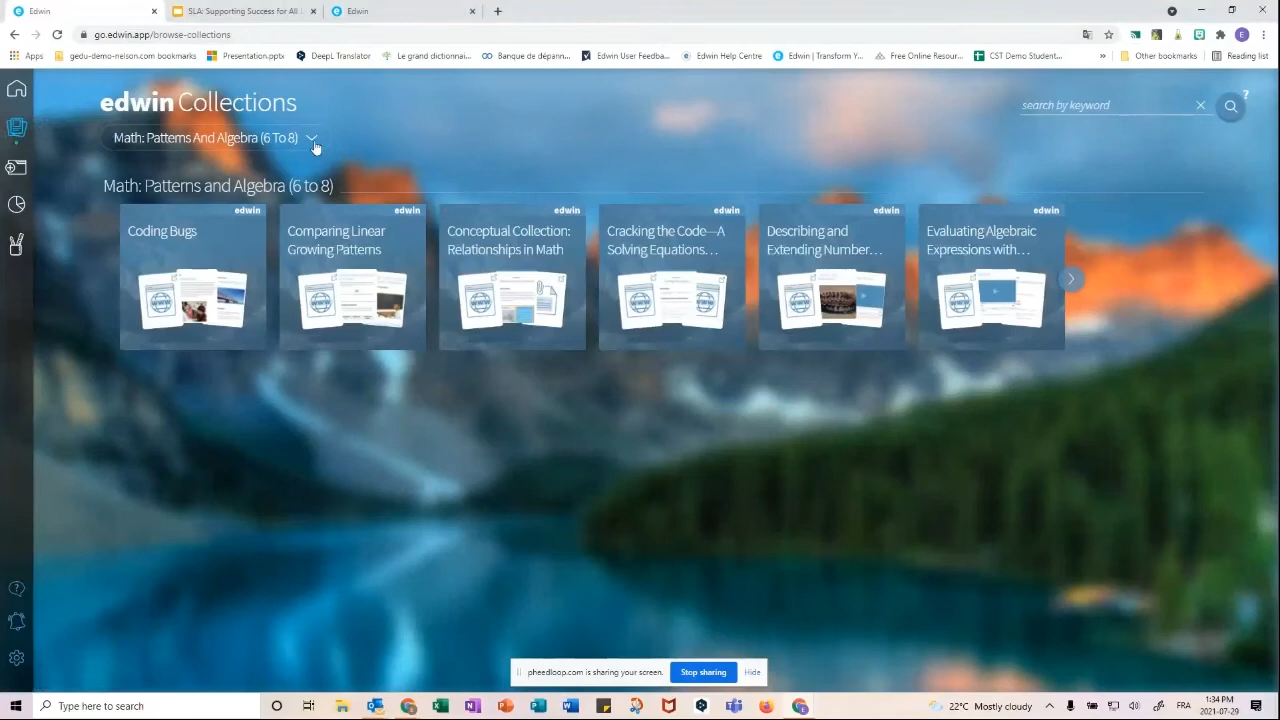 Edwin
SLA: Supporting Success for All
Edwin
go.edwin.app/browse-collections
Apps
gedu-demo-nelson.com bookmarks
Presentation.pptx
DeepL Translator
Le grand dictionnair...
Banque de dépann...
Edwin User Feedba...
Edwin Help Centre
Edwin | Transform Y...
Free Online Resour...
CST Demo Student...
»
Other bookmarks
Reading list
edwin Collections
search by keyword
?
Math: Patterns And Algebra (6 To 8)
Math: Patterns and Algebra (6 to 8)
edwin
Coding Bugs
edwin
Comparing Linear
Growing Patterns
edwin
Conceptual Collection:
Relationships in Math
edwin
Cracking the Code—A
Solving Equations...
edwin
Describing and
Extending Number...
edwin
Evaluating Algebraic
Expressions with...
pheedloop.com is sharing your screen.
Stop sharing
Hide
Type here to search
22°C Mostly cloudy
FRA
1:34 PM
2021-07-29